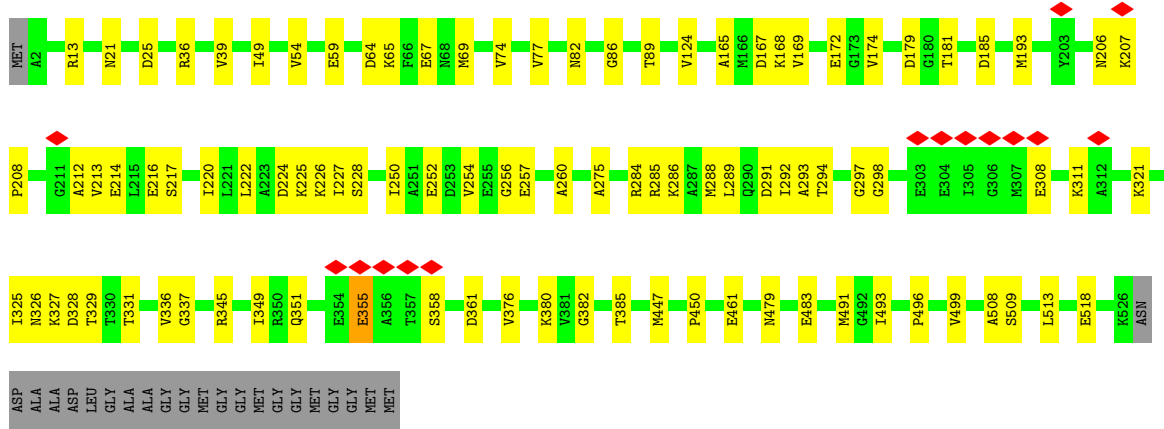 MET A2 R13 N21 D25 R36 V39 I49 V54 E59 D64 K65 F66 E67 N68 M69 V74 V77 N82 G86 T89 V124 A165 M166 D167 K168 V169 E172 G173 V174 D179 G180 T181 D185 M193 Y203 N206 K207
P208 G211 A212 V213 E214 L215 E216 S217 I220 L221 L222 A223 D224 K225 K226 I227 S228 I250 A251 E252 D253 V254 E255 G256 E257 A260 A275 R284 R285 K286 A287 M288 L289 Q290 D291 I292 A293 T294 G297 G298 E303 E304 I305 G306 M307 E308 K311 A312 K321
I325 N326 K327 D328 T329 T330 T331 V336 G337 R345 I349 R350 Q351 E354 E355 A356 T357 S358 D361 V376 K380 V381 G382 T385 M447 P450 E461 N479 E483 M491 G492 I493 P496 V499 A508 S509 L513 E518 K526 ASN
ASP ALA ALA ASP LEU GLY ALA ALA GLY GLY MET GLY GLY MET GLY GLY MET GLY GLY MET MET